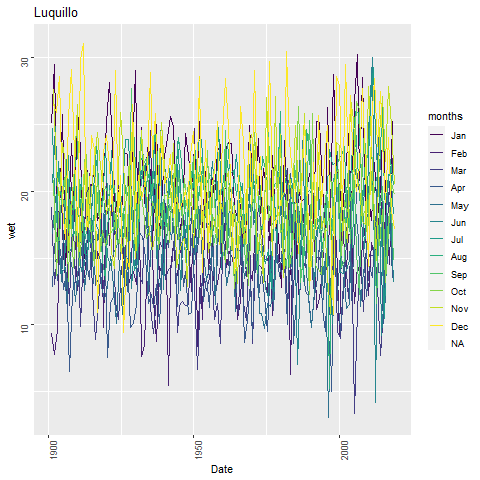 Luquillo
30
20
10
wet
1900
1950
2000
Date
months
Jan
Feb
Mar
Apr
May
Jun
Jul
Aug
Sep
Oct
Nov
Dec
NA